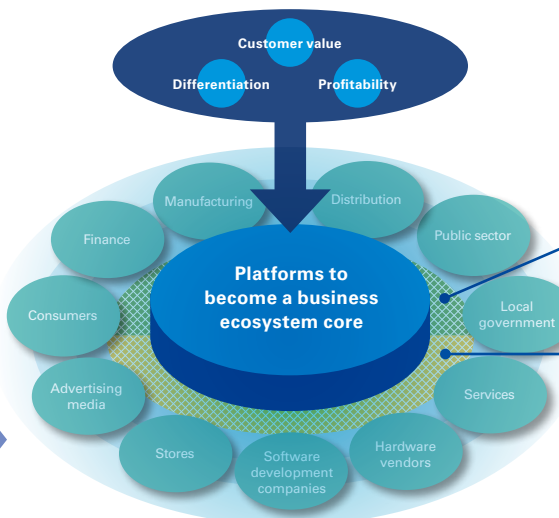 Customer value
Differentiation
Profitability
Manufacturing
Distribution
Finance
Public sector
Platforms to
become a business
ecosystem core
Consumers
Local
government
Advertising
media
Services
Stores
Software
development
companies
Hardware
vendors